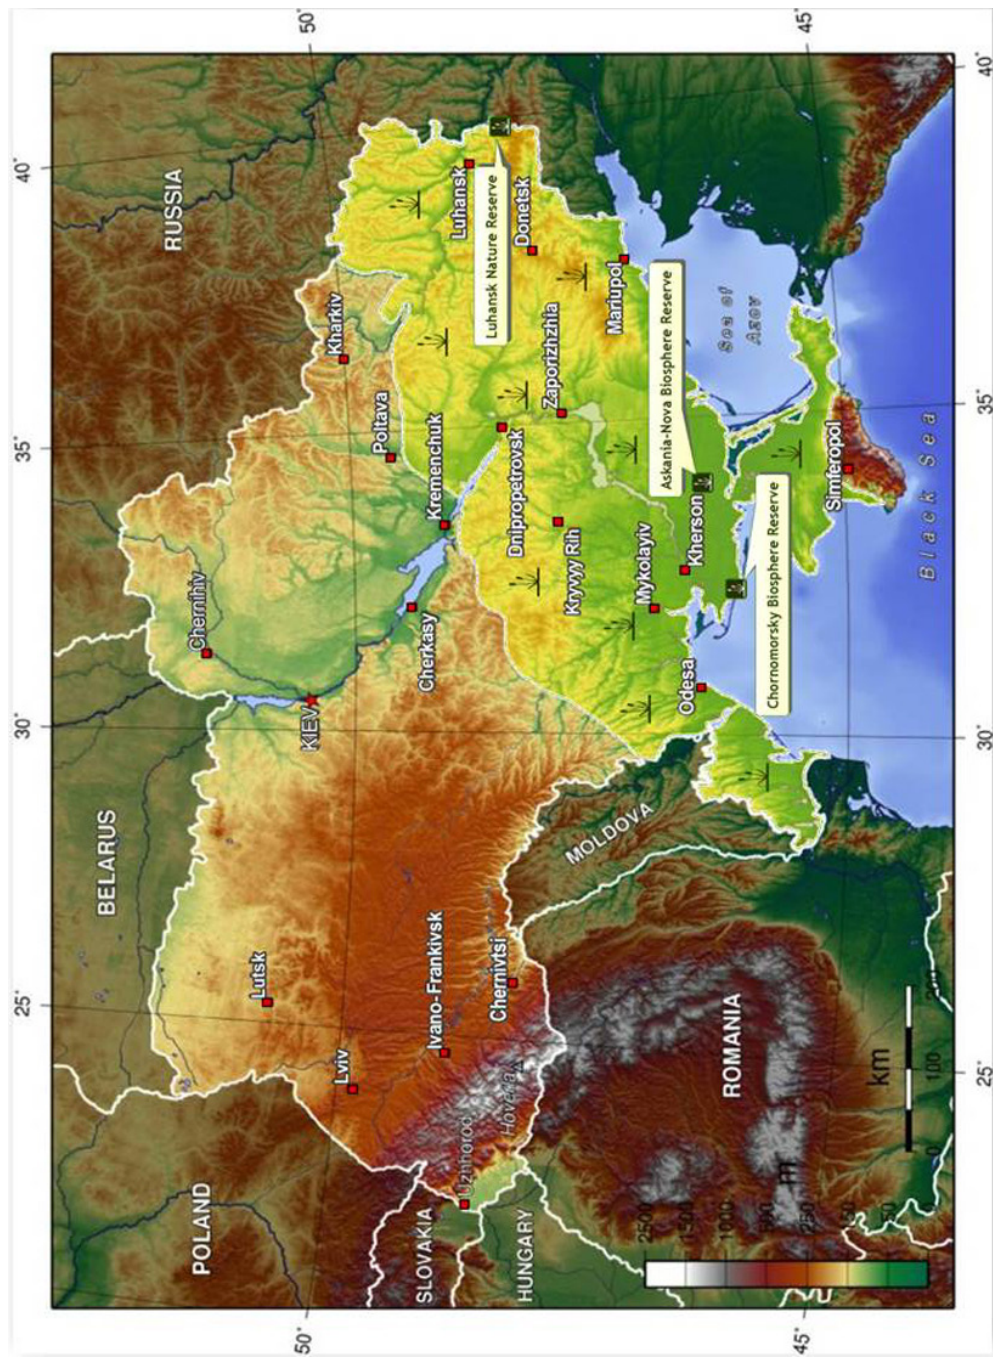 25°
30°
35°
40°
POLAND
BELARUS
RUSSIA
Chernihiv
Lutsk
50°
KIEV
50°
Lviv
Kharkiv
Poltava
SLOVAKIA
Ivano-Frankivsk
Cherkasy
Kremenchuk
Uzhhorod
Luhansk
Luhansk Nature Reserve
Hoverla
Chernivtsi
Dnipropetrovsk
Donetsk
HUNGARY
Zaporizhzhia
Kryvyy Rih
MOLDOVA
Mariupol
Mykolayiv
Askania-Nova Biosphere Reserve
Odesa
Kherson
Sea of
Azov
ROMANIA
Chornomorsky Biosphere Reserve
45°
45°
Simferopol
m
2500
1500
1000
500
250
150
50
0
km
0
100
200
Black Sea
25°
30°
35°
40°